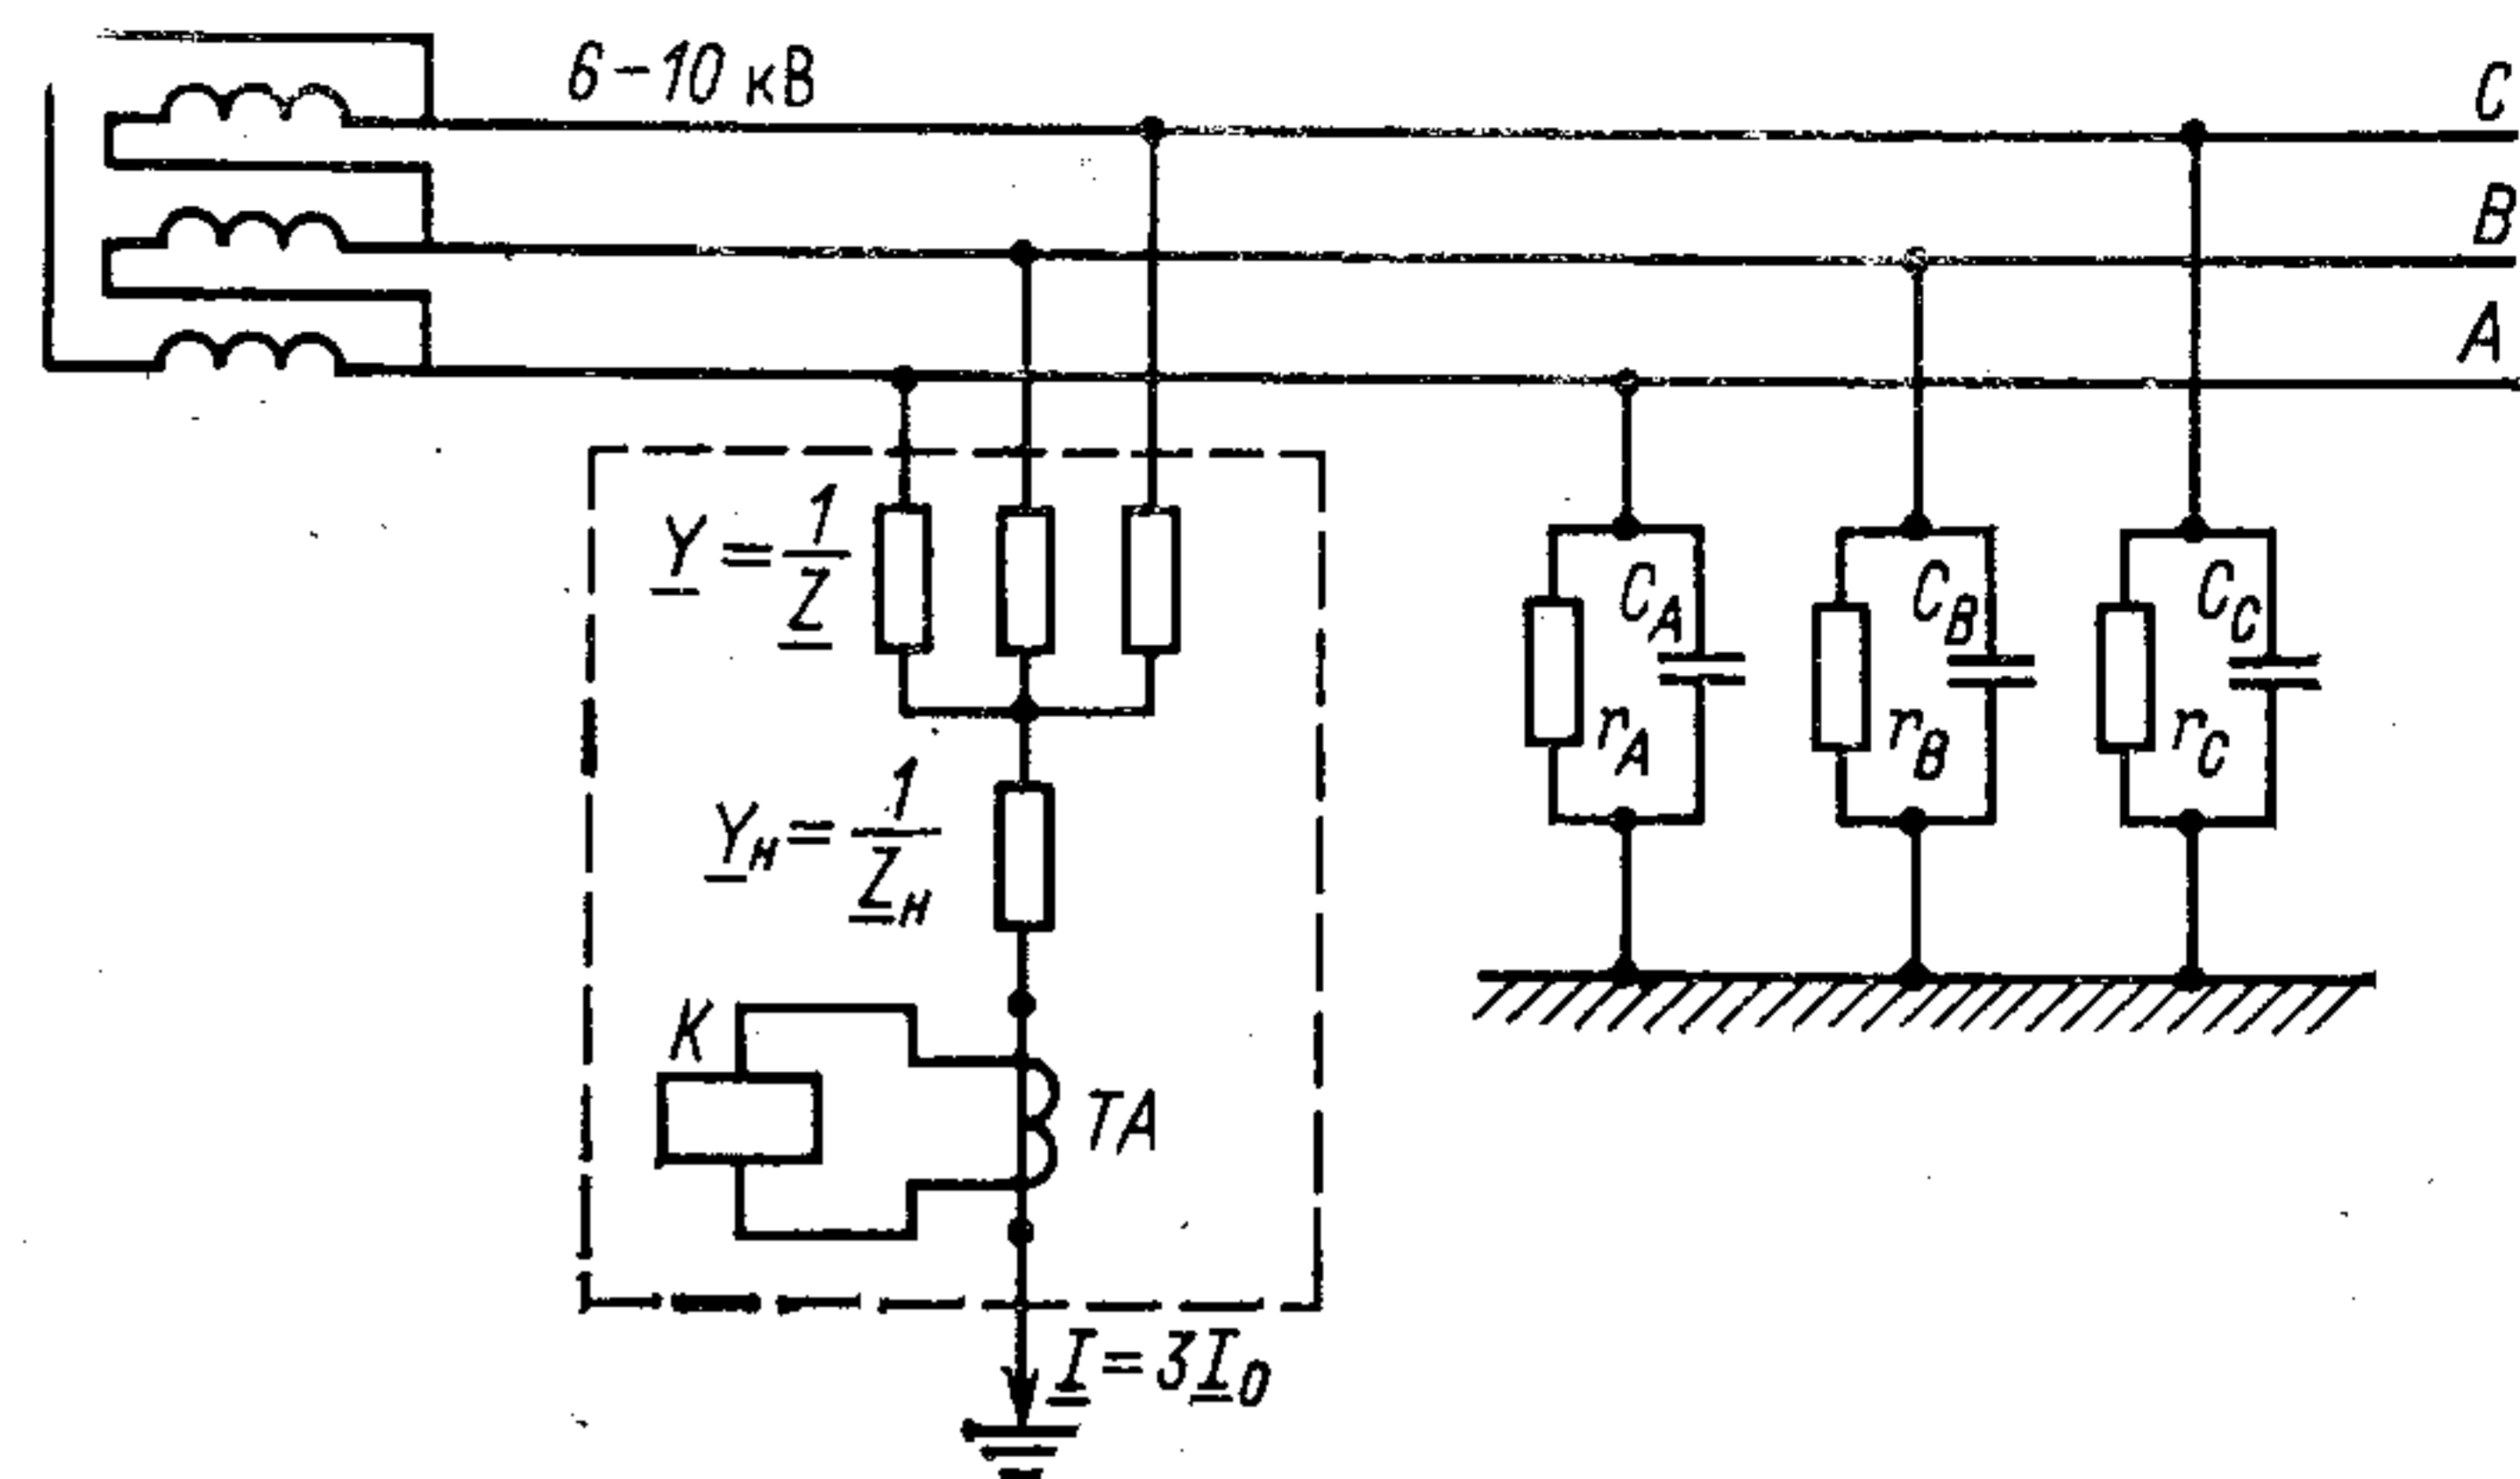 6–10 кВ
C
B
A
Y = 1/Z
C_A
C_B
C_C
r_A
r_B
r_C
Y_н = 1/Z_н
K
TA
I = 3I_0